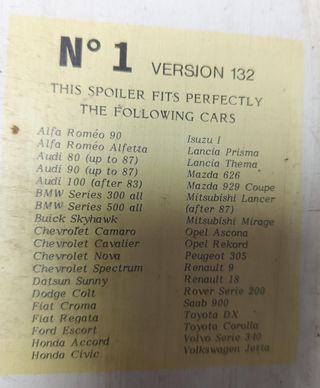 Nº 1 VERSION 132
THIS SPOILER FITS PERFECTLY
THE FOLLOWING CARS
Alfa Roméo 90
Alfa Roméo Alfetta
Audi 80 (up to 87)
Audi 90 (up to 87)
Audi 100 (after 83)
BMW Series 300 all
BMW Series 500 all
Buick Skyhawk
Chevrolet Camaro
Chevrolet Cavalier
Chevrolet Nova
Chevrolet Spectrum
Datsun Sunny
Dodge Colt
Fiat Croma
Fiat Regata
Ford Escort
Honda Accord
Honda Civic
Isuzu I
Lancia Prisma
Lancia Thema
Mazda 626
Mazda 929 Coupe
Mitsubishi Lancer
(after 87)
Mitsubishi Mirage
Opel Ascona
Opel Rekord
Peugeot 305
Renault 9
Renault 18
Rover Serie 200
Saab 900
Toyota DX
Toyota Corolla
Volvo Serie 340
Volkswagen Jetta